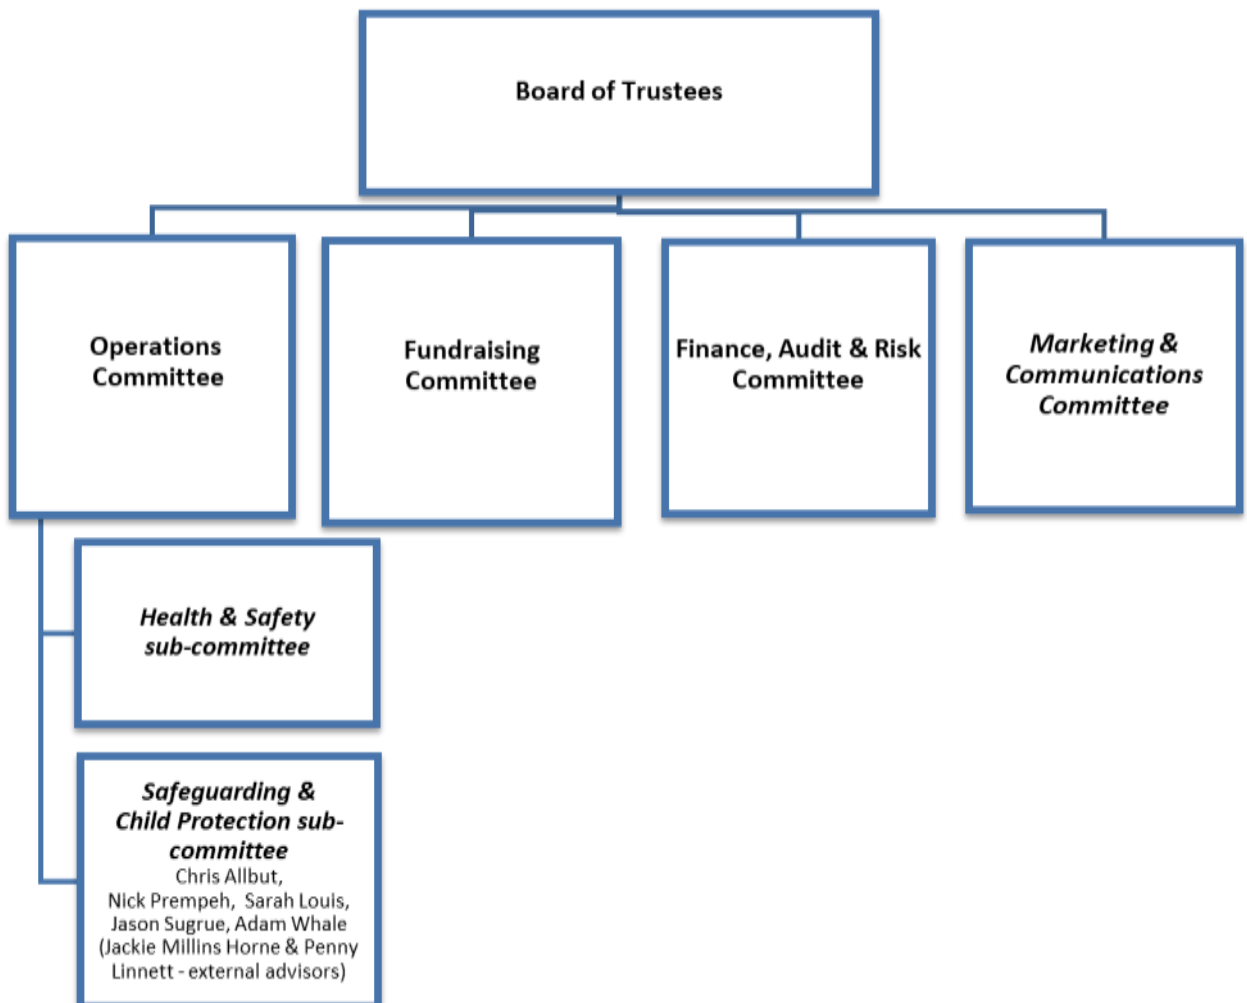 Board of Trustees
Operations
Committee
Fundraising
Committee
Finance, Audit & Risk
Committee
Marketing &
Communications
Committee
Health & Safety
sub-committee
Safeguarding &
Child Protection sub-
committee
Chris Allbut,
Nick Prempeh, Sarah Louis,
Jason Sugrue, Adam Whale
(Jackie Millins Horne & Penny
Linnett - external advisors)